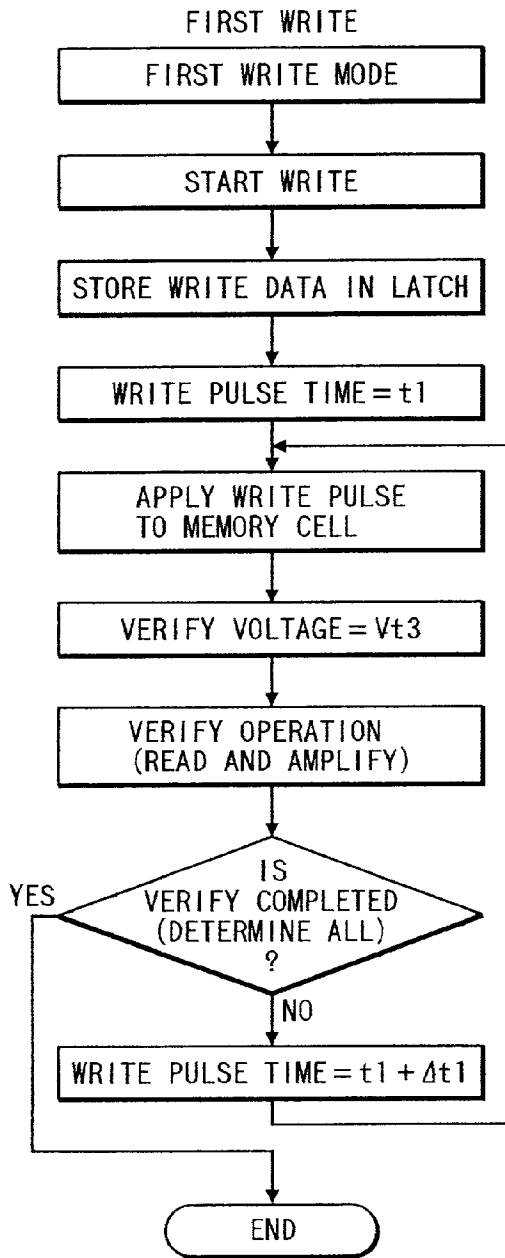 FIRST WRITE
FIRST WRITE MODE
START WRITE
STORE WRITE DATA IN LATCH
WRITE PULSE TIME=t1
APPLY WRITE PULSE
TO MEMORY CELL
VERIFY VOLTAGE=Vt3
VERIFY OPERATION
(READ AND AMPLIFY)
IS
VERIFY COMPLETED
(DETERMINE ALL)
?
YES
NO
WRITE PULSE TIME=t1+Δt1
END